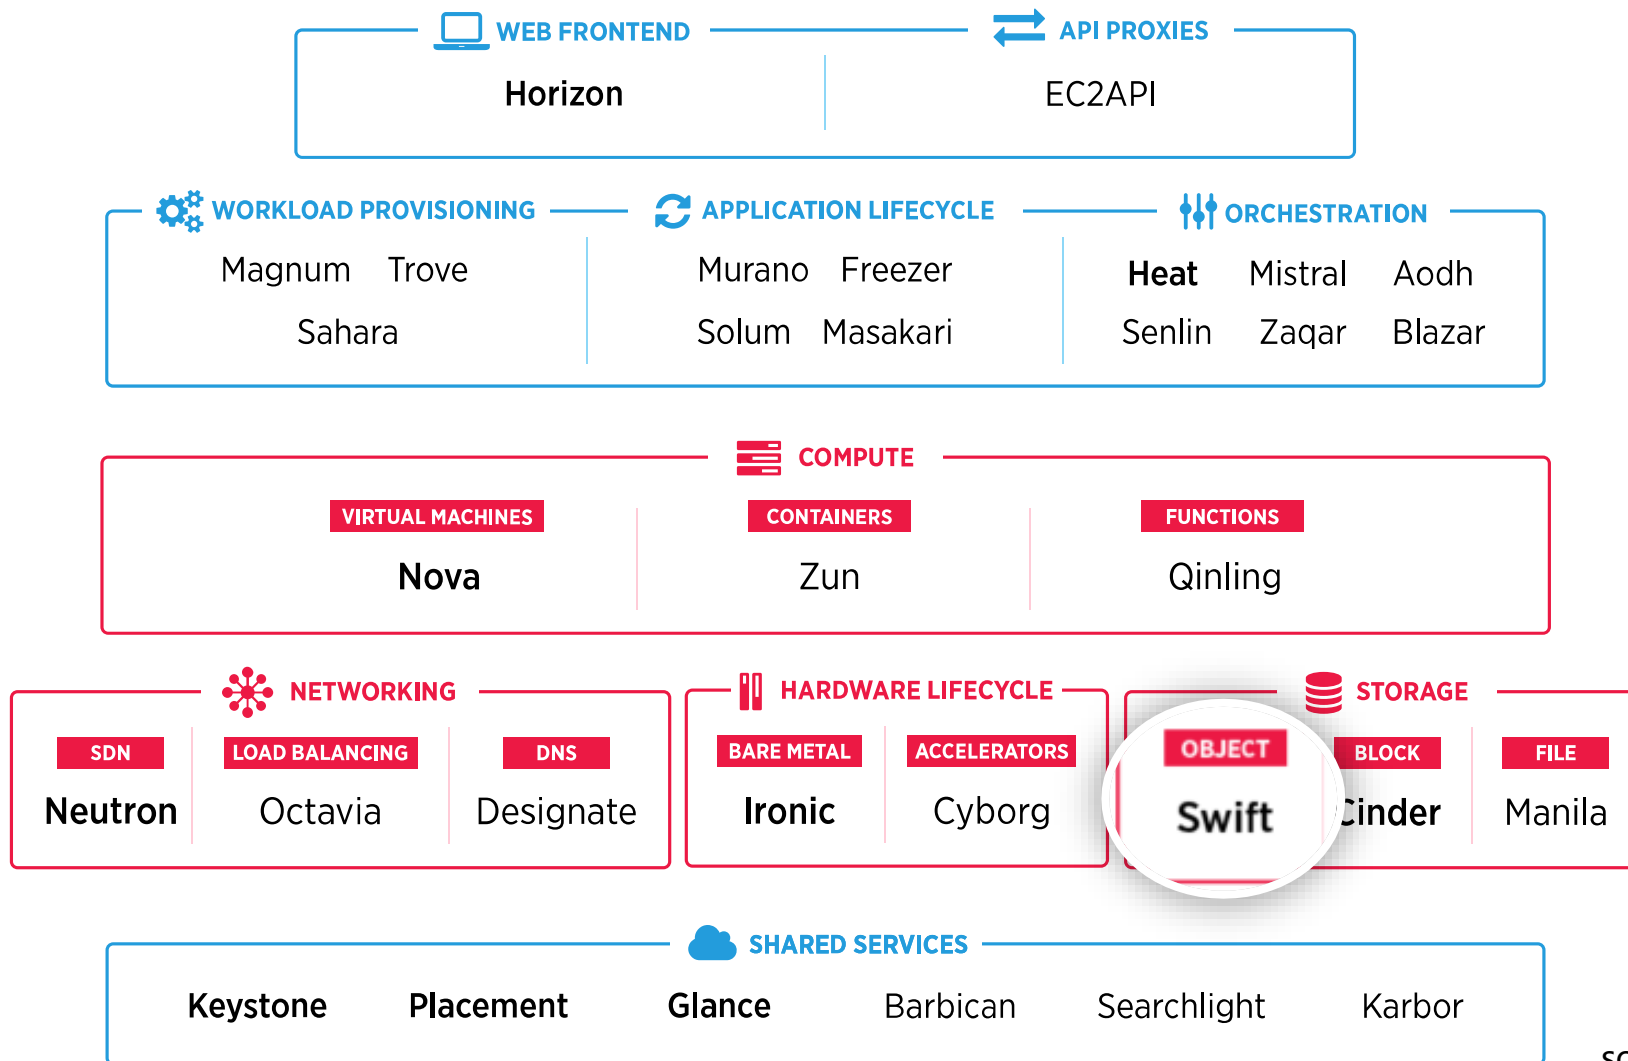 WEB FRONTEND API PROXIES
Horizon EC2API
WORKLOAD PROVISIONING APPLICATION LIFECYCLE ORCHESTRATION
Magnum Trove Murano Freezer Heat Mistral Aodh
Sahara Solum Masakari Senlin Zaqar Blazar
COMPUTE
VIRTUAL MACHINES CONTAINERS FUNCTIONS
Nova Zun Qinling
NETWORKING HARDWARE LIFECYCLE STORAGE
SDN LOAD BALANCING DNS BARE METAL ACCELERATORS OBJECT BLOCK FILE
Neutron Octavia Designate Ironic Cyborg Swift Cinder Manila
SHARED SERVICES
Keystone Placement Glance Barbican Searchlight Karbor